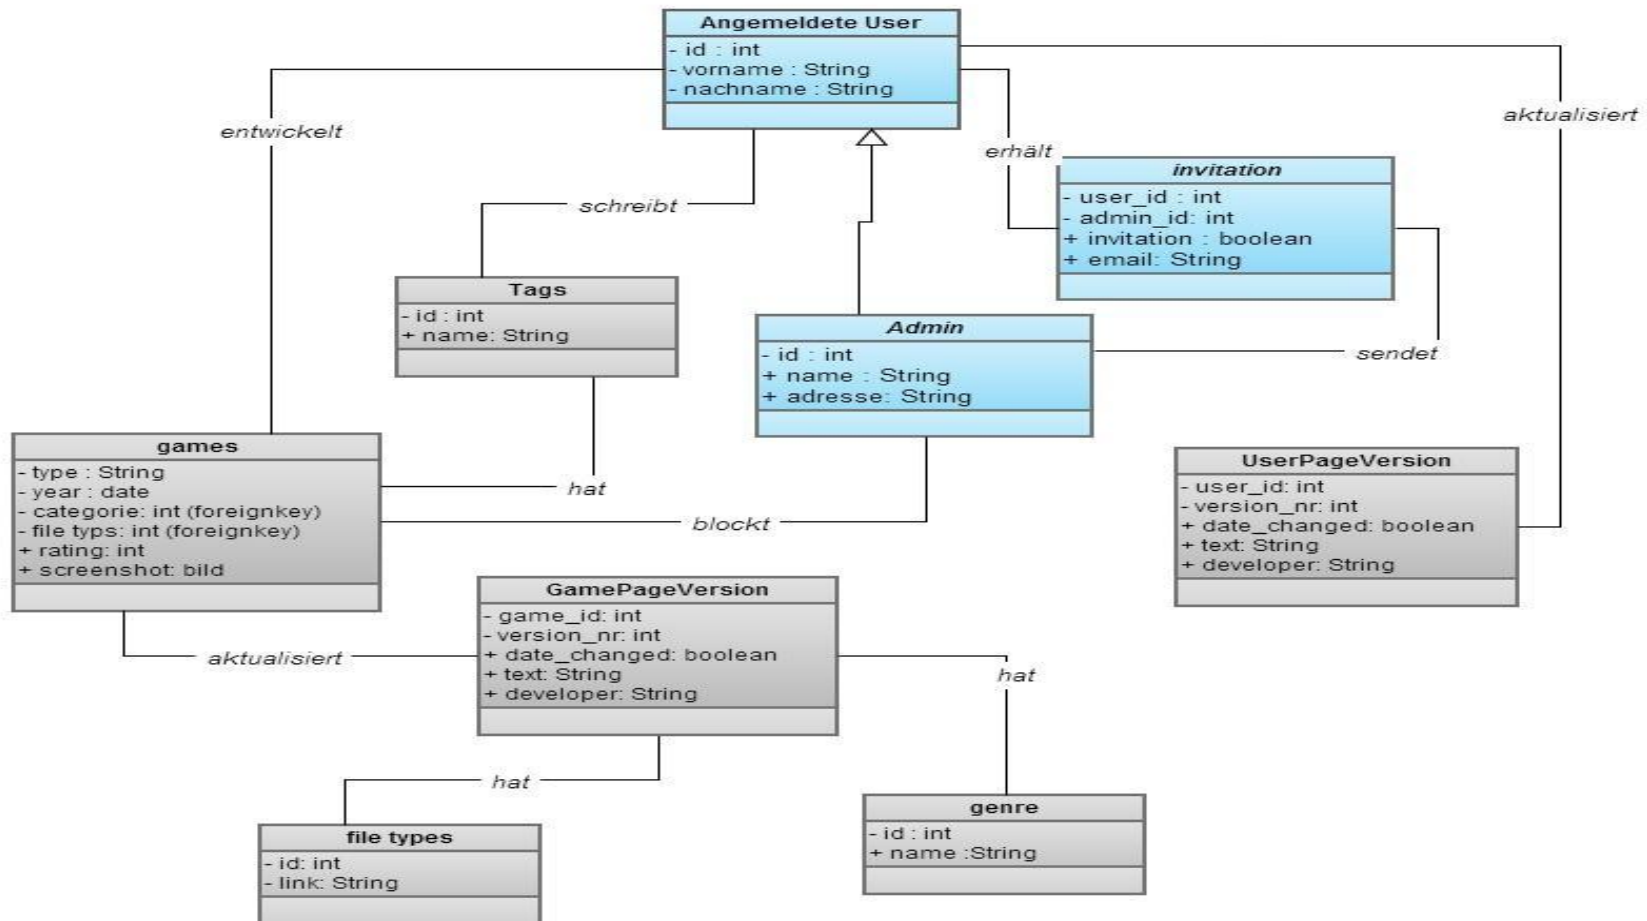 Angemeldete User
- id : int
- vorname : String
- nachname : String
entwickelt
aktualisiert
erhält
schreibt
invitation
- user_id : int
- admin_id: int
+ invitation : boolean
+ email: String
sendet
Tags
- id : int
+ name: String
Admin
- id : int
+ name : String
+ adresse: String
games
- type : String
- year : date
- categorie: int (foreignkey)
- file typs: int (foreignkey)
+ rating: int
+ screenshot: bild
hat
blockt
UserPageVersion
- user_id: int
- version_nr: int
+ date_changed: boolean
+ text: String
+ developer: String
GamePageVersion
- game_id: int
- version_nr: int
+ date_changed: boolean
+ text: String
+ developer: String
aktualisiert
hat
hat
file types
- id: int
- link: String
genre
- id : int
+ name :String